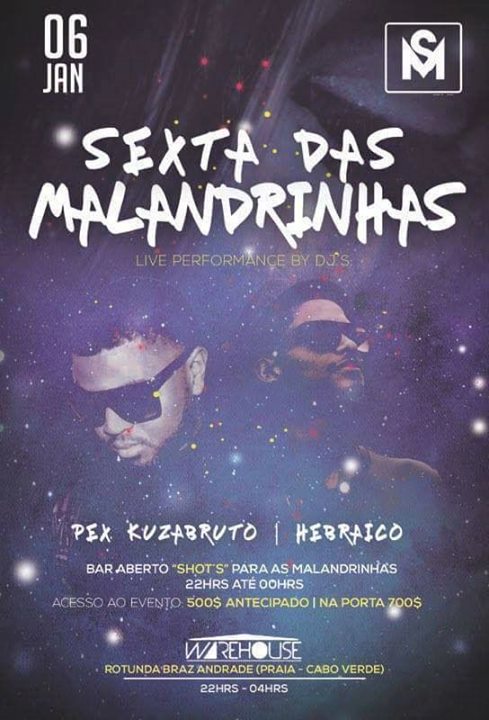 06
JAN
SM
SEXTA DAS
MALANDRINHAS
LIVE PERFORMANCE BY DJ'S
PEX KUZABRUTO | HEBRAICO
BAR ABERTO "SHOT'S" PARA AS MALANDRINHAS
22HRS ATÉ 00HRS
ACESSO AO EVENTO: 500$ ANTECIPADO | NA PORTA 700$
WAREHOUSE
ROTUNDA BRAZ ANDRADE (PRAIA - CABO VERDE)
22HRS - 04HRS